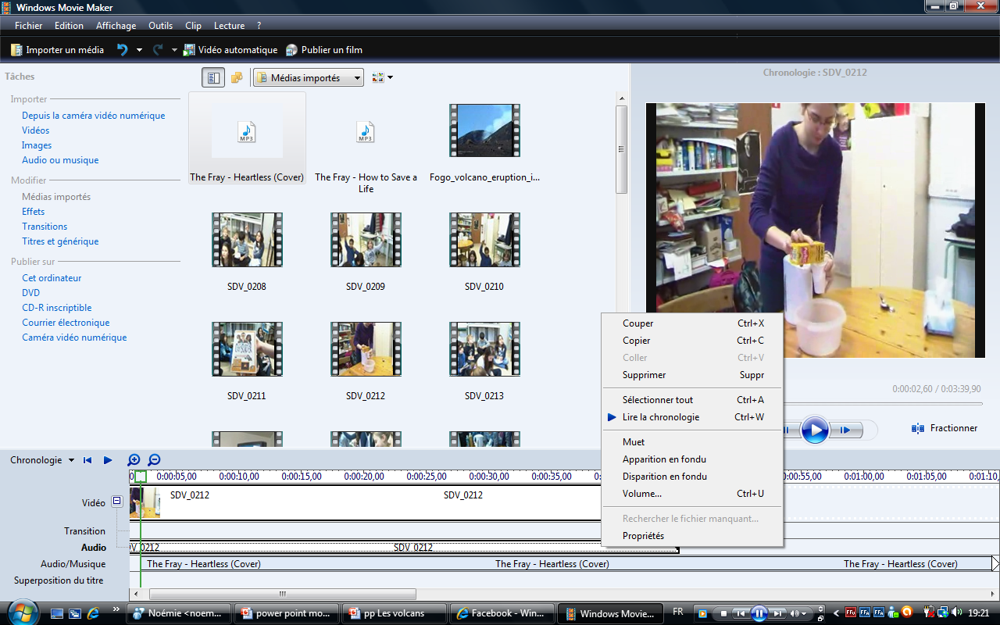 Windows Movie Maker
Fichier Edition Affichage Outils Clip Lecture ?
Importer un média Vidéo automatique Publier un film
Tâches
Importer
Depuis la caméra vidéo numérique
Vidéos
Images
Audio ou musique
Modifier
Médias importés
Effets
Transitions
Titres et générique
Publier sur
Cet ordinateur
DVD
CD-R inscriptible
Courrier électronique
Caméra vidéo numérique
Médias importés
MP3
MP3
The Fray - Heartless (Cover)
The Fray - How to Save a
Life
Fogo_volcano_eruption_i...
SDV_0208
SDV_0209
SDV_0210
SDV_0211
SDV_0212
SDV_0213
Chronologie : SDV_0212
0:00:02,60 / 0:03:39,90
Fractionner
Couper Ctrl+X
Copier Ctrl+C
Coller Ctrl+V
Supprimer Suppr
Sélectionner tout Ctrl+A
Lire la chronologie Ctrl+W
Muet
Apparition en fondu
Disparition en fondu
Volume... Ctrl+U
Rechercher le fichier manquant...
Propriétés
Chronologie
0:00:05,00 0:00:10,00 0:00:15,00 0:00:20,00 0:00:25,00 0:00:30,00 0:00:35,00 0:00:55,00 0:01:00,00 0:01:05,00 0:01:10,
Vidéo SDV_0212 SDV_0212
Transition
Audio DV_0212 SDV_0212
Audio/Musique The Fray - Heartless (Cover) The Fray - Heartless (Cover) The Fray - Heartless (Cover)
Superposition du titre
Noémie <noem... power point mo... pp Les volcans Facebook - Win... Windows Movie... FR 19:21